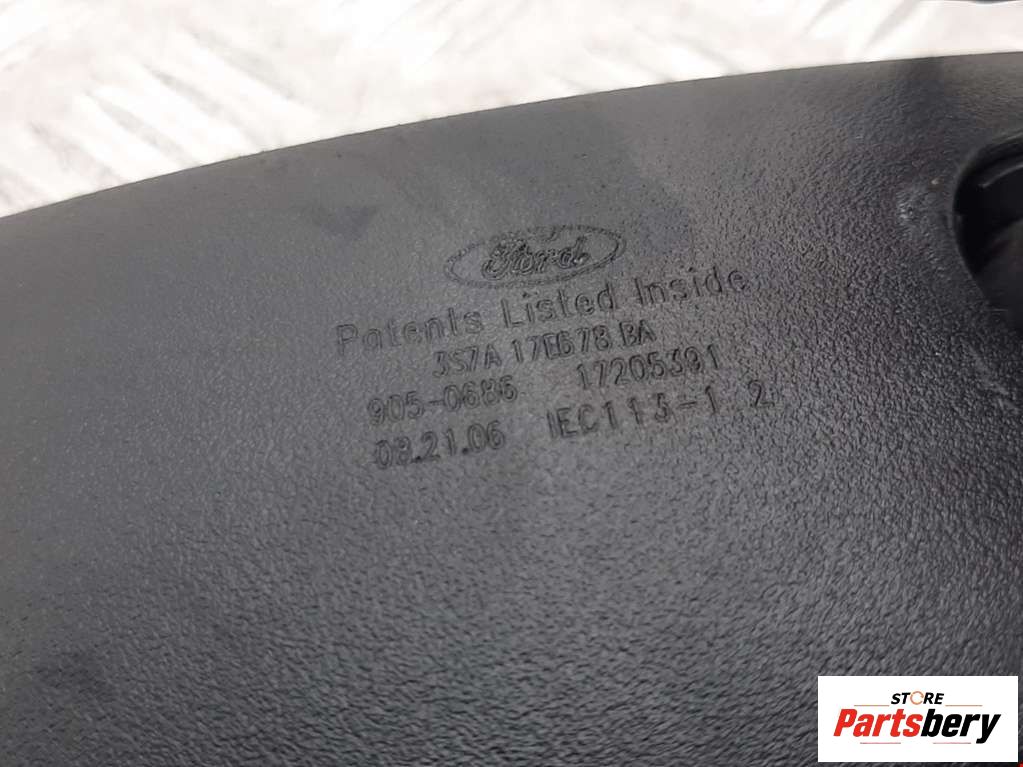 Ford
Patents Listed Inside
3S7A 17E678 BA
905-0686 17205391
08.21.06 IEC113-1.2
STORE
Partsbery